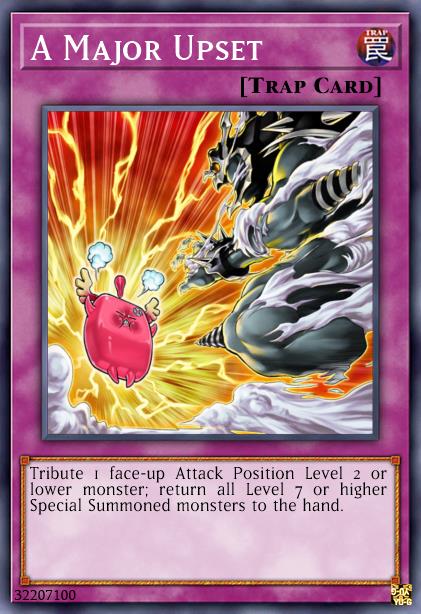 A Major Upset
TRAP
罠
[Trap Card]
Tribute 1 face-up Attack Position Level 2 or
lower monster; return all Level 7 or higher
Special Summoned monsters to the hand.
32207100